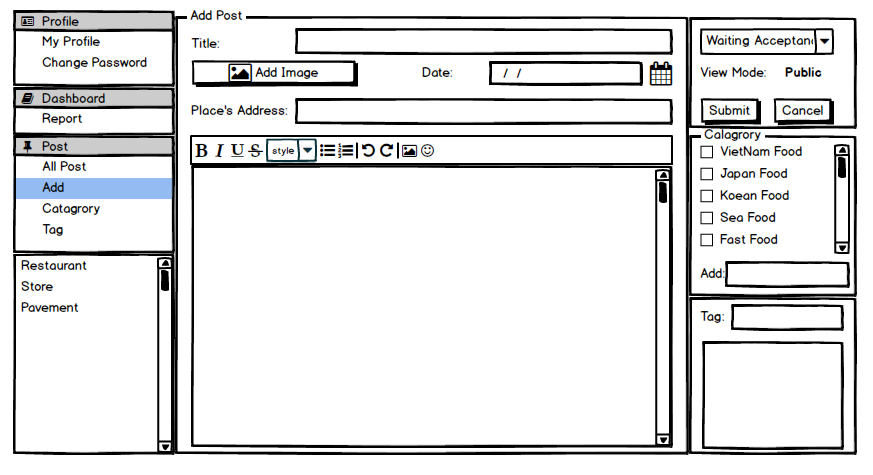 Profile
My Profile
Change Password
Dashboard
Report
Post
All Post
Add
Catagrory
Tag
Restaurant
Store
Pavement
Add Post
Title:
Add Image
Date:
/ /
Place's Address:
B I U S style
Waiting Acceptanc
View Mode: Public
Submit Cancel
Calagrory
VietNam Food
Japan Food
Koean Food
Sea Food
Fast Food
Add:
Tag: